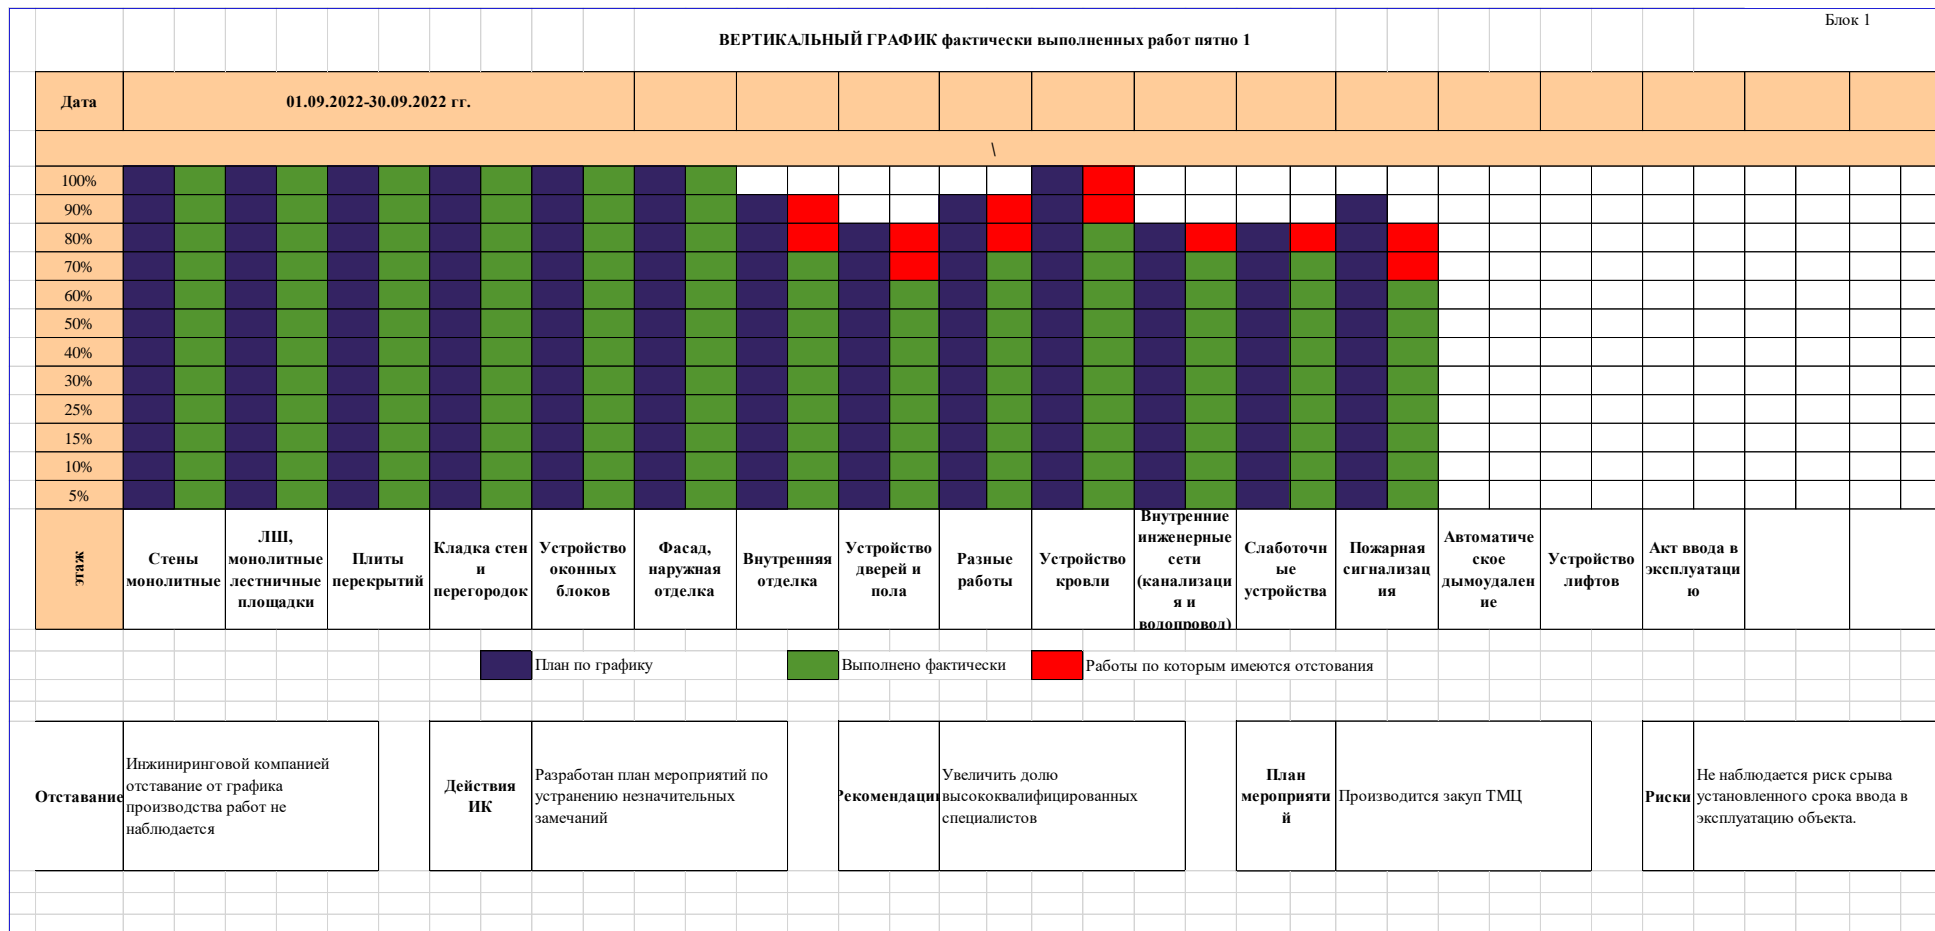 Блок 1
ВЕРТИКАЛЬНЫЙ ГРАФИК фактически выполненных работ пятно 1
Дата
01.09.2022-30.09.2022 гг.
\
100%
90%
80%
70%
60%
50%
40%
30%
25%
15%
10%
5%
этаж
Стены
монолитные
ЛШ,
монолитные
лестничные
площадки
Плиты
перекрытий
Кладка стен
и
перегородок
Устройство
оконных
блоков
Фасад,
наружная
отделка
Внутренняя
отделка
Устройство
дверей и
пола
Разные
работы
Устройство
кровли
Внутренние
инженерные
сети
(канализаци
я и
водопровод)
Слаботочн
ые
устройства
Пожарная
сигнализац
ия
Автоматиче
ское
дымоудален
ие
Устройство
лифтов
Акт ввода в
эксплуатаци
ю
План по графику
Выполнено фактически
Работы по которым имеются отстования
Отставание
Инжиниринговой компанией
отставание от графика
производства работ не
наблюдается
Действия
ИК
Разработан план мероприятий по
устранению незначительных
замечаний
Рекомендации
Увеличить долю
высококвалифицированных
специалистов
План
мероприяти
й
Производится закуп ТМЦ
Риски
Не наблюдается риск срыва
установленного срока ввода в
эксплуатацию объекта.